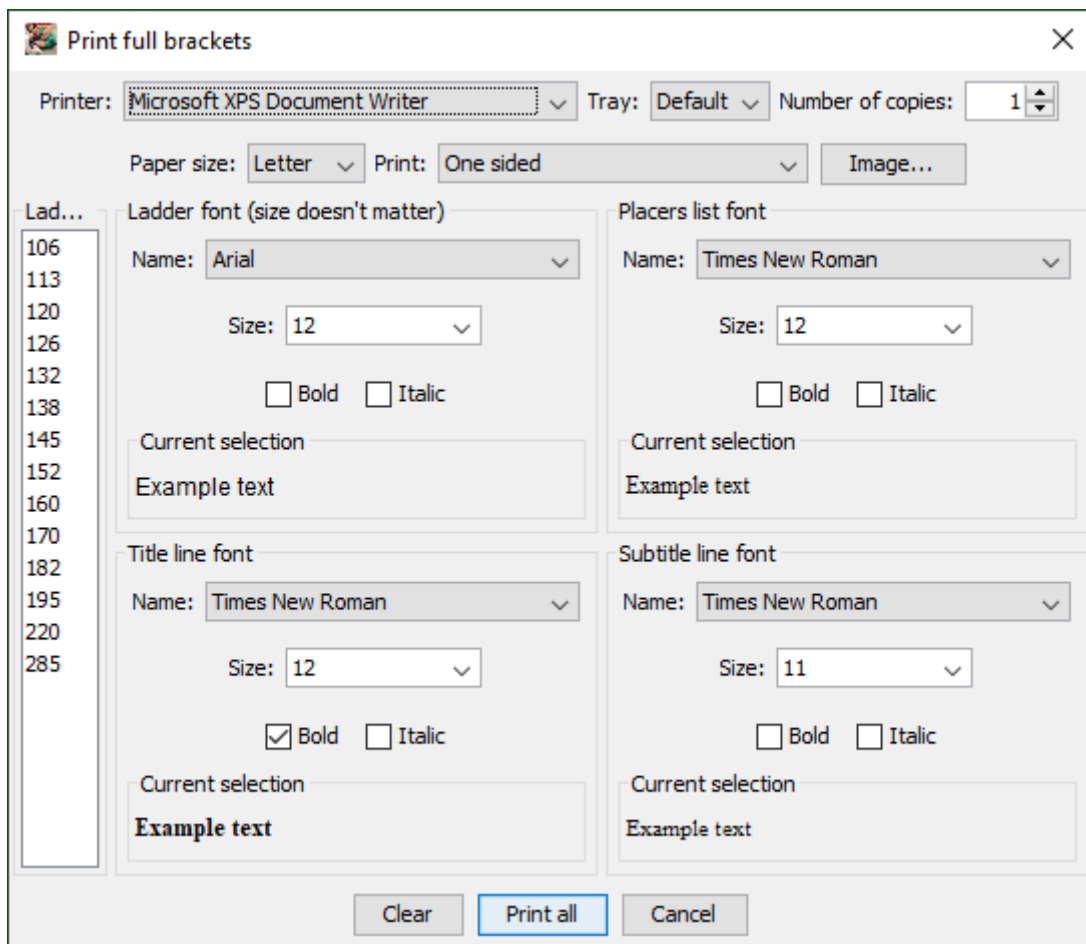 Print full brackets
Printer: Microsoft XPS Document Writer Tray: Default Number of copies: 1
Paper size: Letter Print: One sided Image...
Lad...
106
113
120
126
132
138
145
152
160
170
182
195
220
285
Ladder font (size doesn't matter)
Name: Arial
Size: 12
Bold Italic
Current selection
Example text
Placers list font
Name: Times New Roman
Size: 12
Bold Italic
Current selection
Example text
Title line font
Name: Times New Roman
Size: 12
Bold Italic
Current selection
Example text
Subtitle line font
Name: Times New Roman
Size: 11
Bold Italic
Current selection
Example text
Clear Print all Cancel